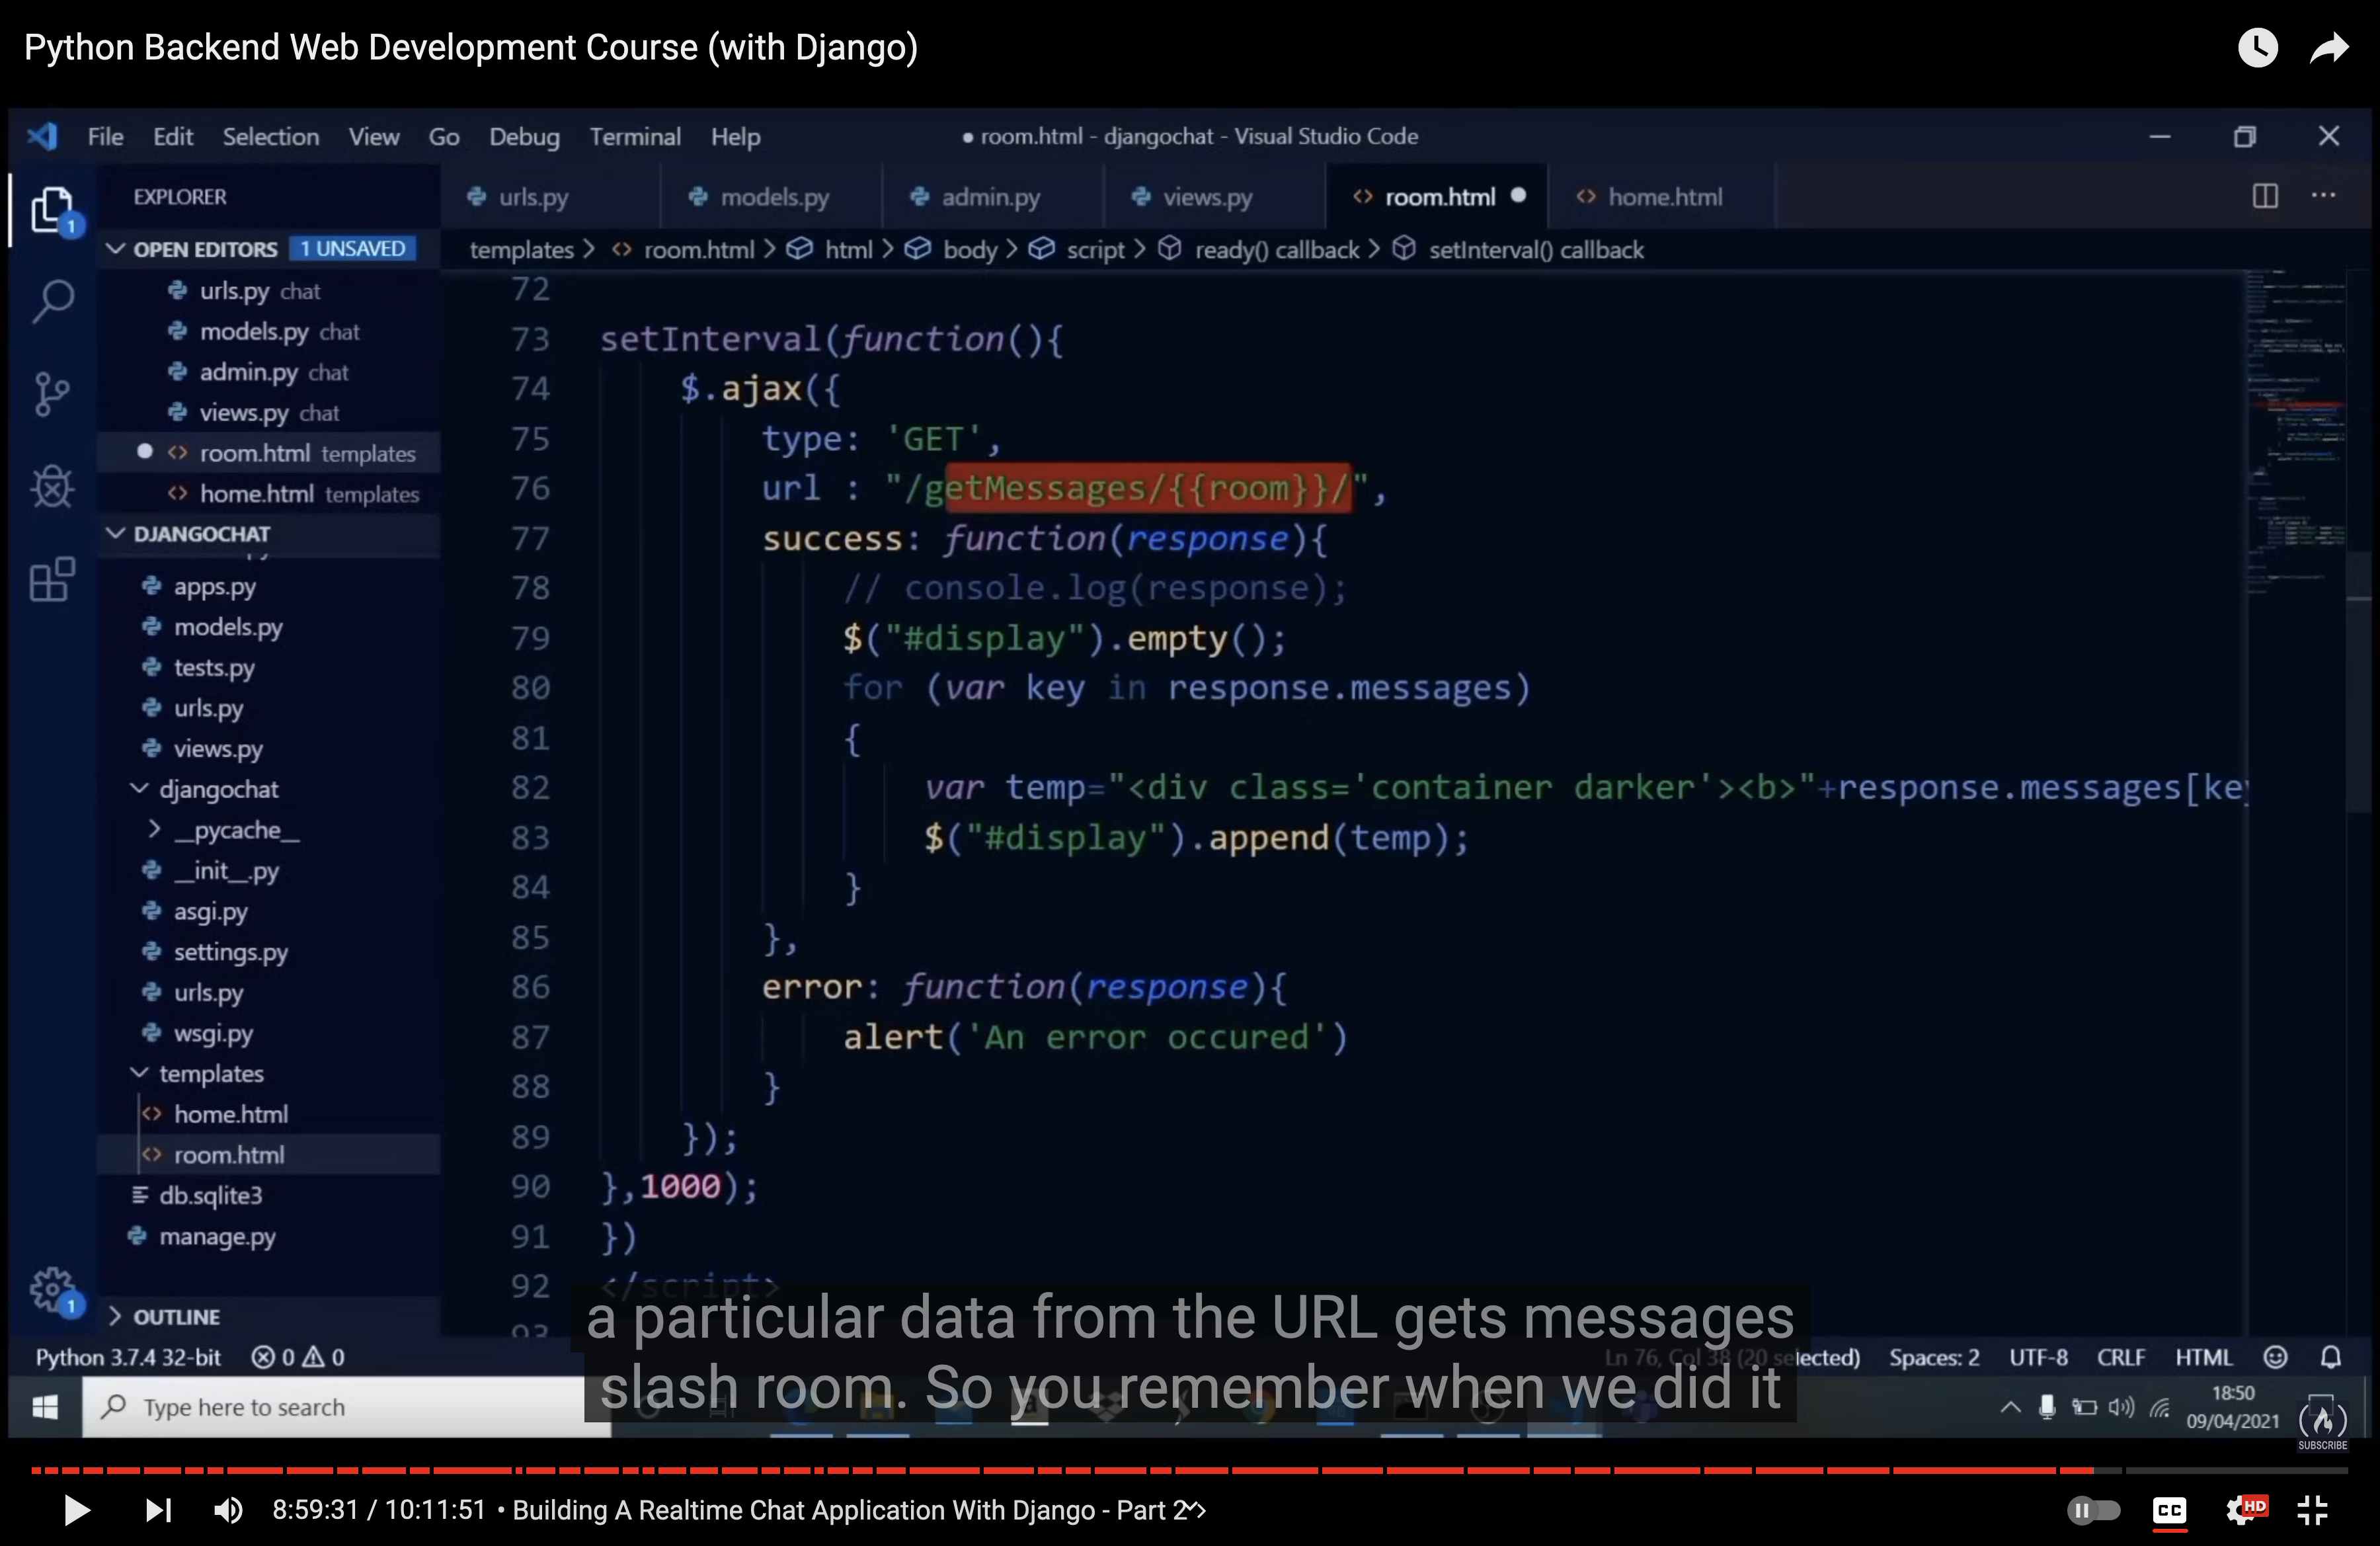 Python Backend Web Development Course (with Django)
File Edit Selection View Go Debug Terminal Help
● room.html - djangochat - Visual Studio Code
EXPLORER
urls.py models.py admin.py views.py room.html home.html
OPEN EDITORS 1 UNSAVED
templates > room.html > html > body > script > ready() callback > setInterval() callback
urls.py chat
models.py chat
admin.py chat
views.py chat
room.html templates
home.html templates
DJANGOCHAT
apps.py
models.py
tests.py
urls.py
views.py
djangochat
__pycache__
__init__.py
asgi.py
settings.py
urls.py
wsgi.py
templates
home.html
room.html
db.sqlite3
manage.py
OUTLINE
72
73 setInterval(function(){
74 $.ajax({
75 type: 'GET',
76 url : "/getMessages/{{room}}/",
77 success: function(response){
78 // console.log(response);
79 $("#display").empty();
80 for (var key in response.messages)
81 {
82 var temp="<div class='container darker'><b>"+response.messages[key
83 $("#display").append(temp);
84 }
85 },
86 error: function(response){
87 alert('An error occured')
88 }
89 });
90 },1000);
91 })
92 </script>
93
a particular data from the URL gets messages
slash room. So you remember when we did it
Python 3.7.4 32-bit 0 0
Ln 76, Col 38 (20 selected) Spaces: 2 UTF-8 CRLF HTML
1
1
Type here to search
18:50
09/04/2021
SUBSCRIBE
8:59:31 / 10:11:51 • Building A Realtime Chat Application With Django - Part 2
CC
HD